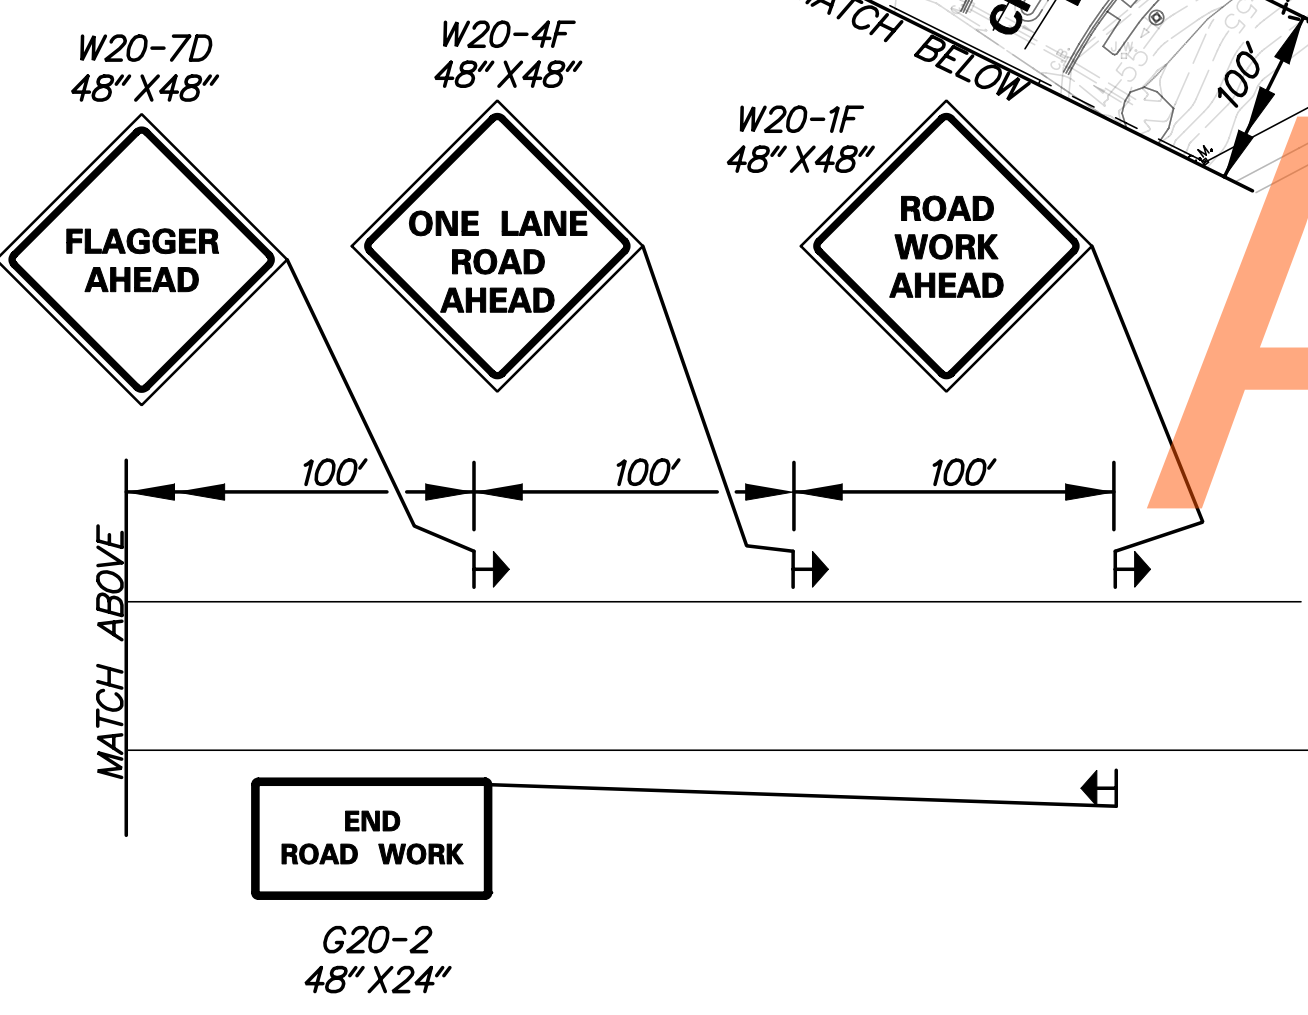 W20-7D
48" X48"
FLAGGER
AHEAD
W20-4F
48" X48"
ONE LANE
ROAD
AHEAD
W20-1F
48" X48"
ROAD
WORK
AHEAD
BELOW
100'
100'
100'
100'
MATCH ABOVE
END
ROAD WORK
G20-2
48" X24"